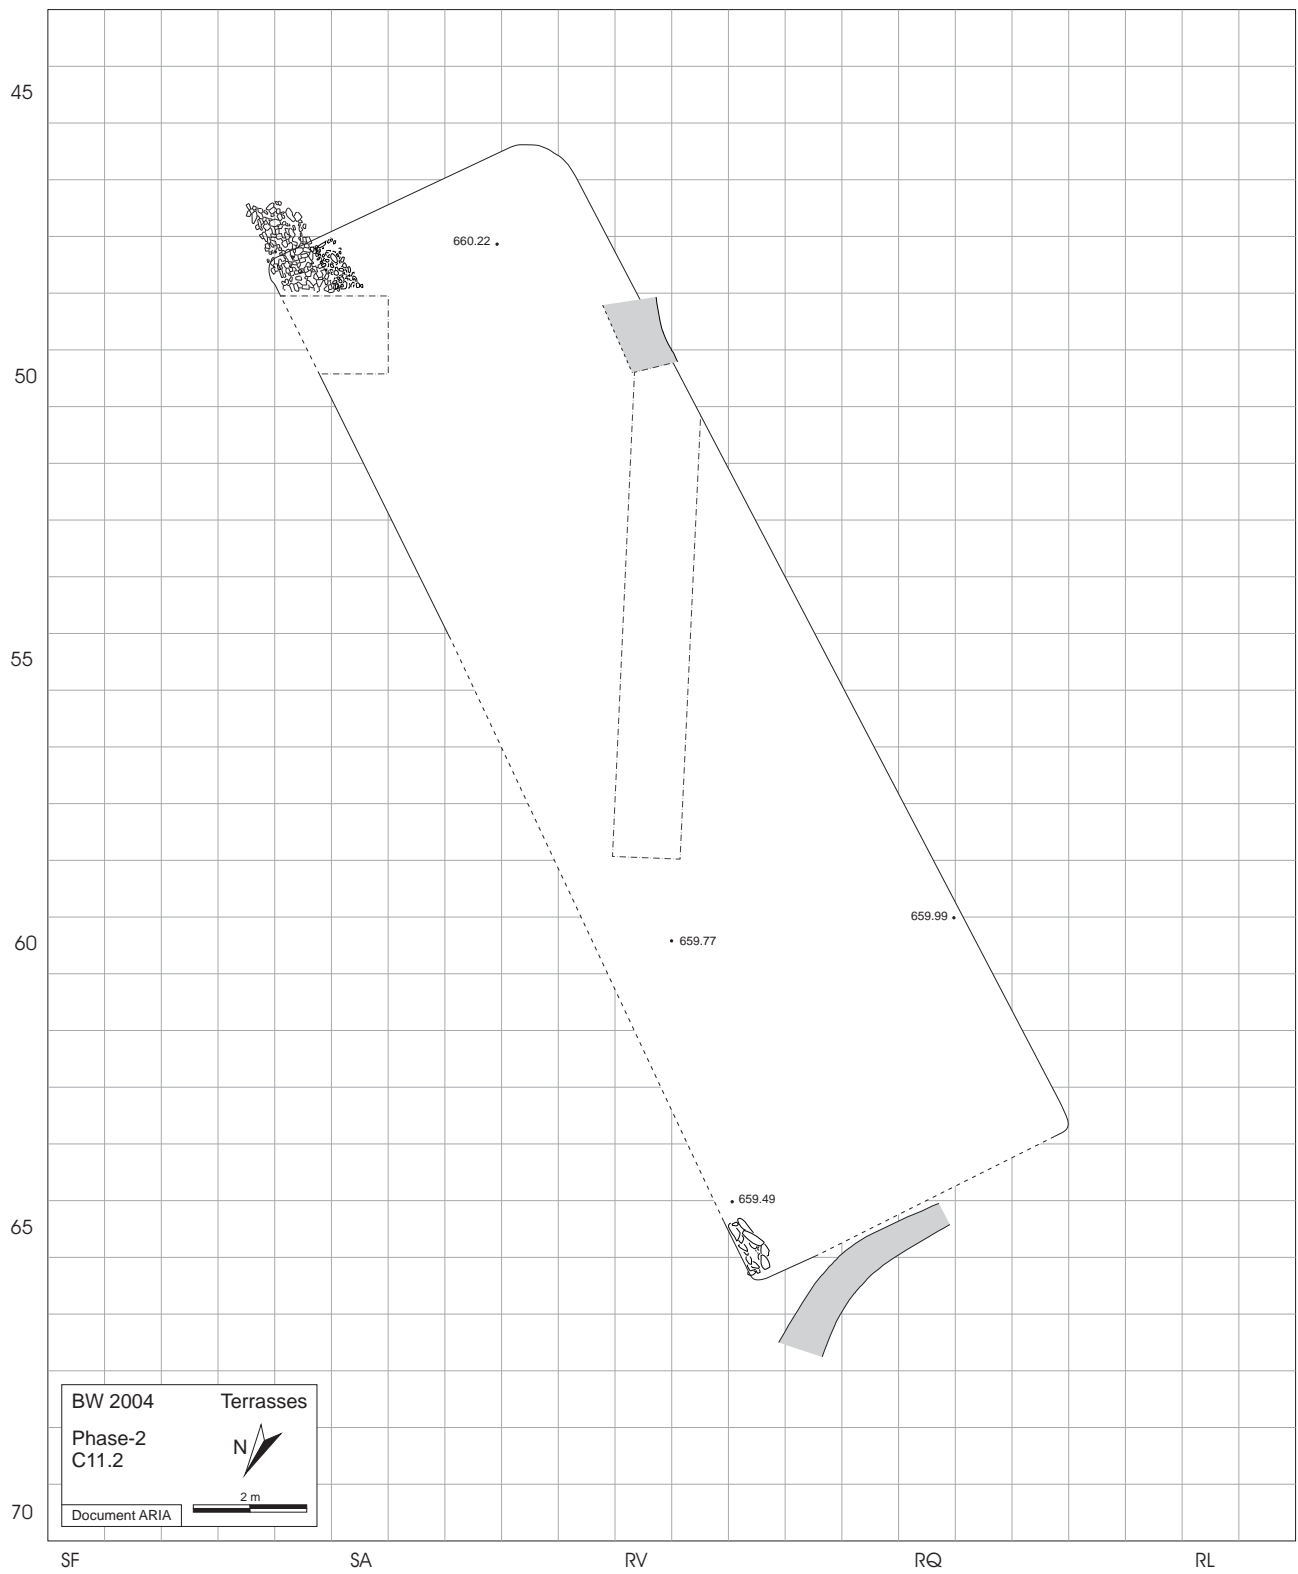 45
660.22
50
55
659.99
60
659.77
659.49
65
BW 2004 Terrasses
Phase-2
C11.2
N
2 m
Document ARIA
70
SF SA RV RQ RL